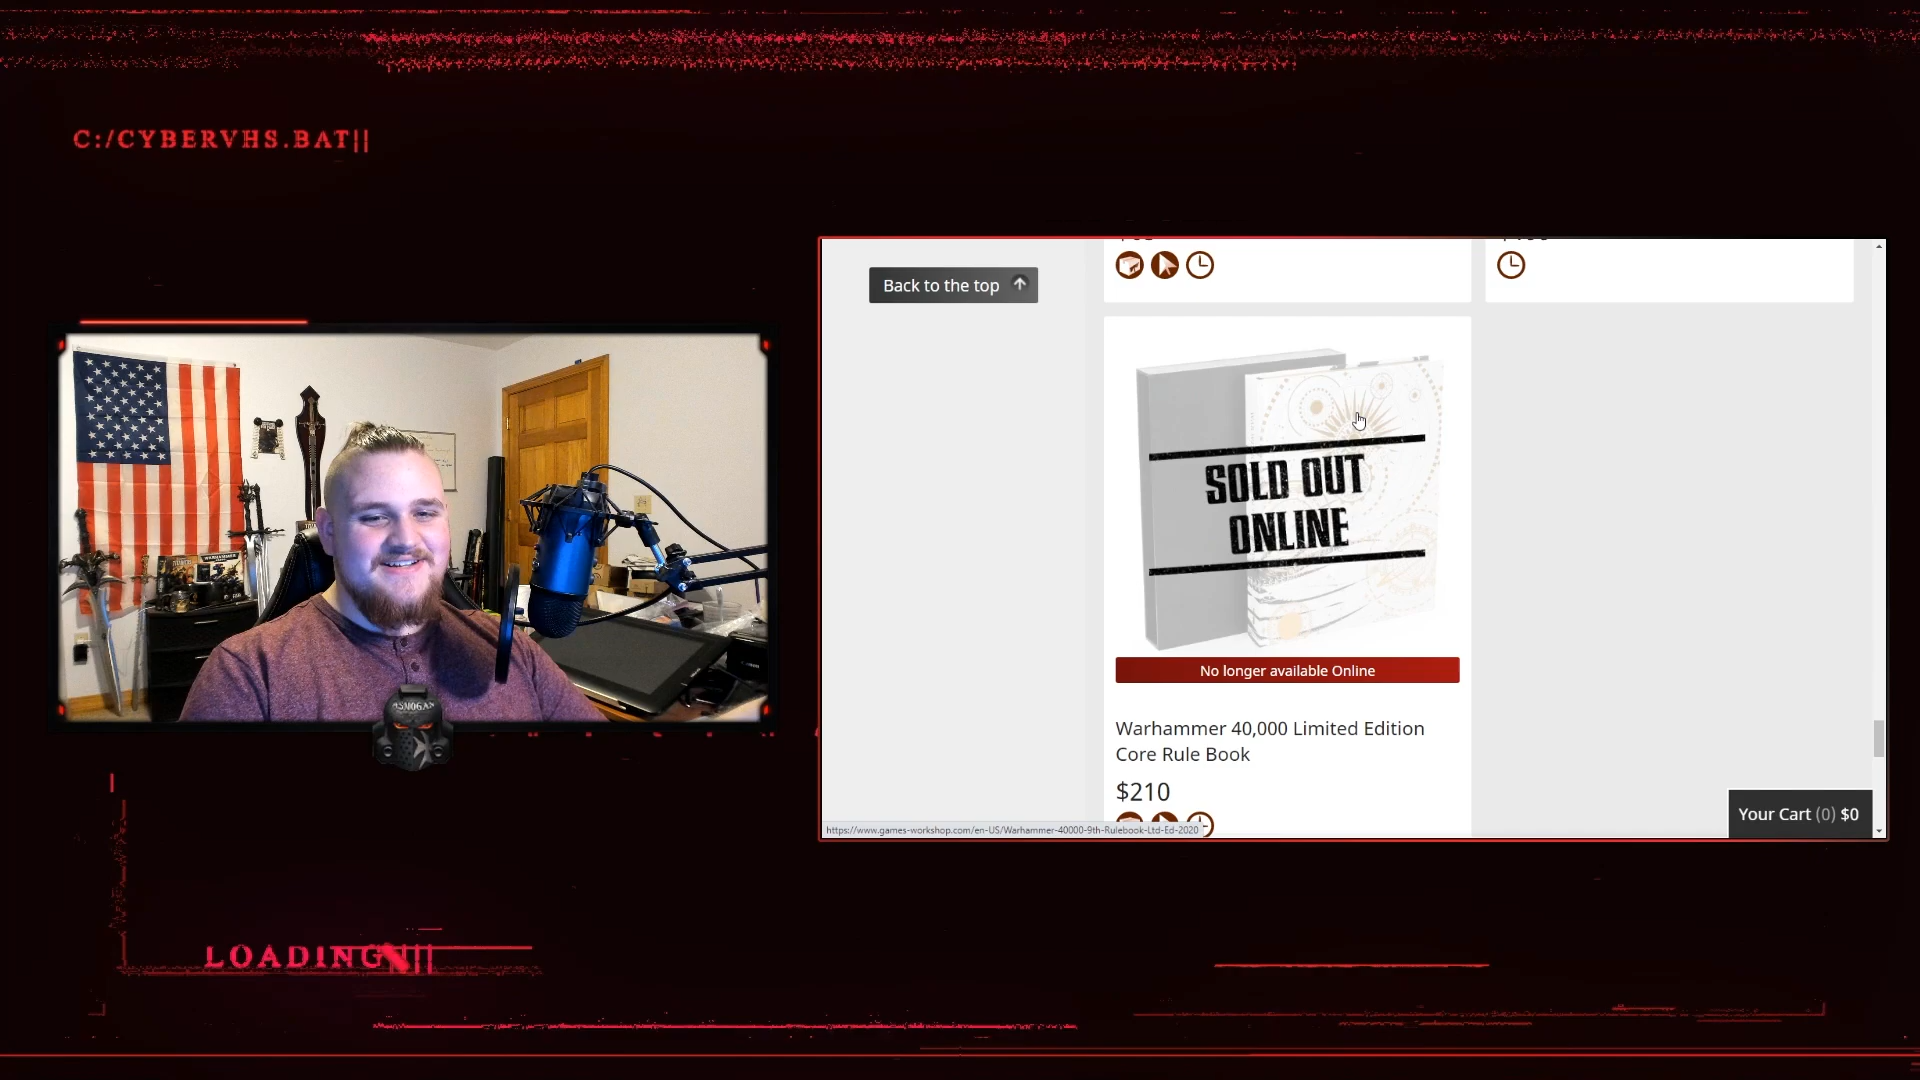 C:/CYBERVHS.BAT||
Back to the top
SOLD OUT
ONLINE
No longer available Online
Warhammer 40,000 Limited Edition
Core Rule Book
$210
Your Cart (0) $0
https://www.games-workshop.com/en-US/Warhammer-40000-9th-Rulebook-Ltd-Ed-2020
WARHAMMER
ASMOGAN
LOADING